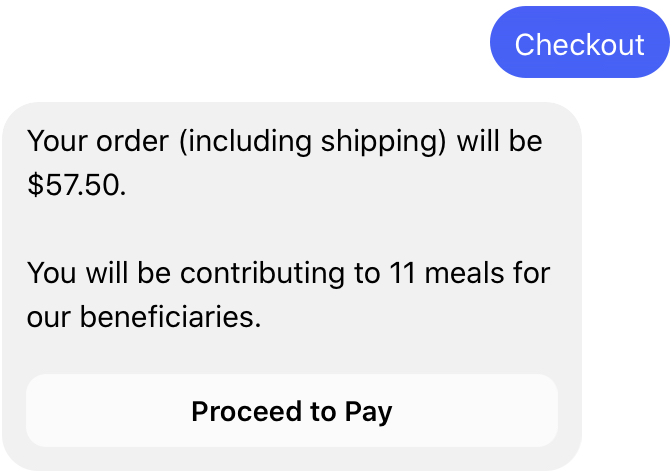 Checkout
Your order (including shipping) will be
$57.50.
You will be contributing to 11 meals for
our beneficiaries.
Proceed to Pay